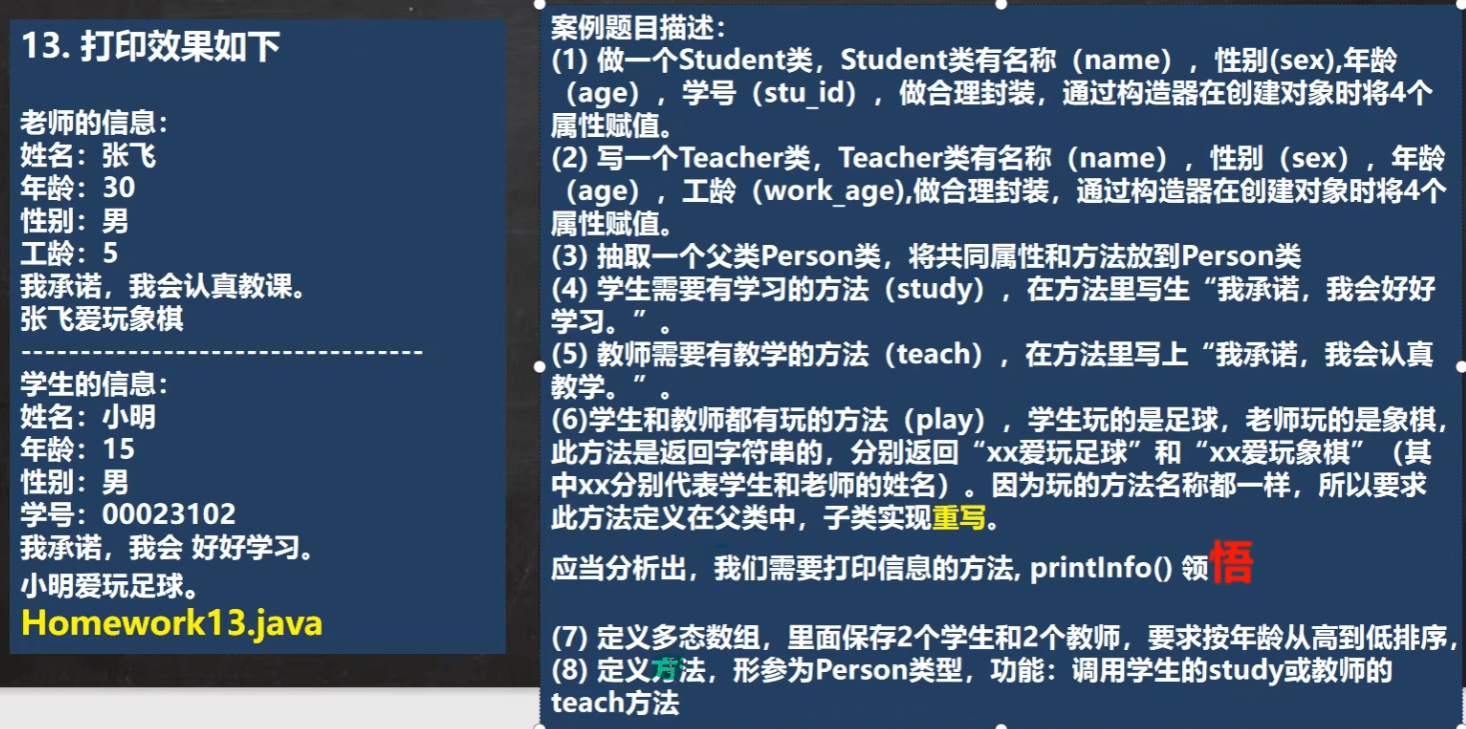 13. 打印效果如下
老师的信息：
姓名：张飞
年龄：30
性别：男
工龄：5
我承诺，我会认真教课。
张飞爱玩象棋
----------------------------------
学生的信息：
姓名：小明
年龄：15
性别：男
学号：00023102
我承诺，我会 好好学习。
小明爱玩足球。
Homework13.java
案例题目描述：
(1) 做一个Student类，Student类有名称（name），性别(sex),年龄
（age），学号（stu_id），做合理封装，通过构造器在创建对象时将4个
属性赋值。
(2) 写一个Teacher类，Teacher类有名称（name），性别（sex），年龄
（age），工龄（work_age),做合理封装，通过构造器在创建对象时将4个
属性赋值。
(3) 抽取一个父类Person类，将共同属性和方法放到Person类
(4) 学生需要有学习的方法（study），在方法里写生“我承诺，我会好好
学习。”。
(5) 教师需要有教学的方法（teach），在方法里写上“我承诺，我会认真
教学。”。
(6)学生和教师都有玩的方法（play），学生玩的是足球，老师玩的是象棋，
此方法是返回字符串的，分别返回“xx爱玩足球”和“xx爱玩象棋”（其
中xx分别代表学生和老师的姓名）。因为玩的方法名称都一样，所以要求
此方法定义在父类中，子类实现重写。
应当分析出，我们需要打印信息的方法, printInfo() 领悟
(7) 定义多态数组，里面保存2个学生和2个教师，要求按年龄从高到低排序，
(8) 定义方法，形参为Person类型，功能：调用学生的study或教师的
teach方法